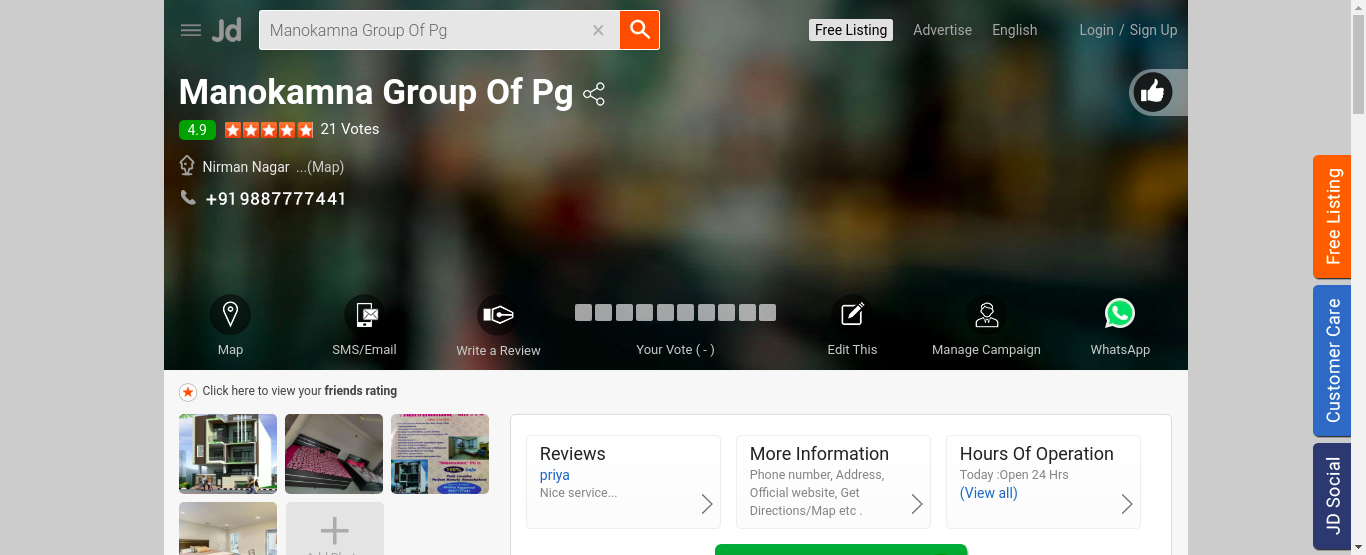 Jd
Manokamna Group Of Pg
Free Listing
Advertise
English
Login / Sign Up
Manokamna Group Of Pg
4.9
21 Votes
Nirman Nagar ...(Map)
+91 9887777441
Map
SMS/Email
Write a Review
Your Vote ( - )
Edit This
Manage Campaign
WhatsApp
Free Listing
Customer Care
JD Social
Click here to view your friends rating
Reviews
priya
Nice service...
More Information
Phone number, Address,
Official website, Get
Directions/Map etc .
Hours Of Operation
Today :Open 24 Hrs
(View all)